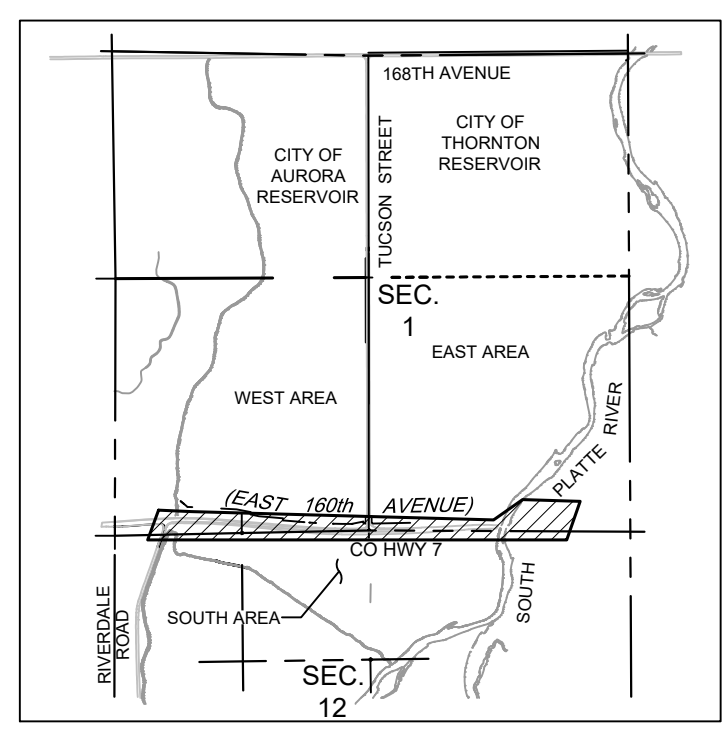 168TH AVENUE
CITY OF
AURORA
RESERVOIR
TUCSON STREET
CITY OF
THORNTON
RESERVOIR
SEC.
1
EAST AREA
WEST AREA
PLATTE RIVER
(EAST 160th AVENUE)
CO HWY 7
SOUTH
RIVERDALE
ROAD
SOUTH AREA
SEC.
12